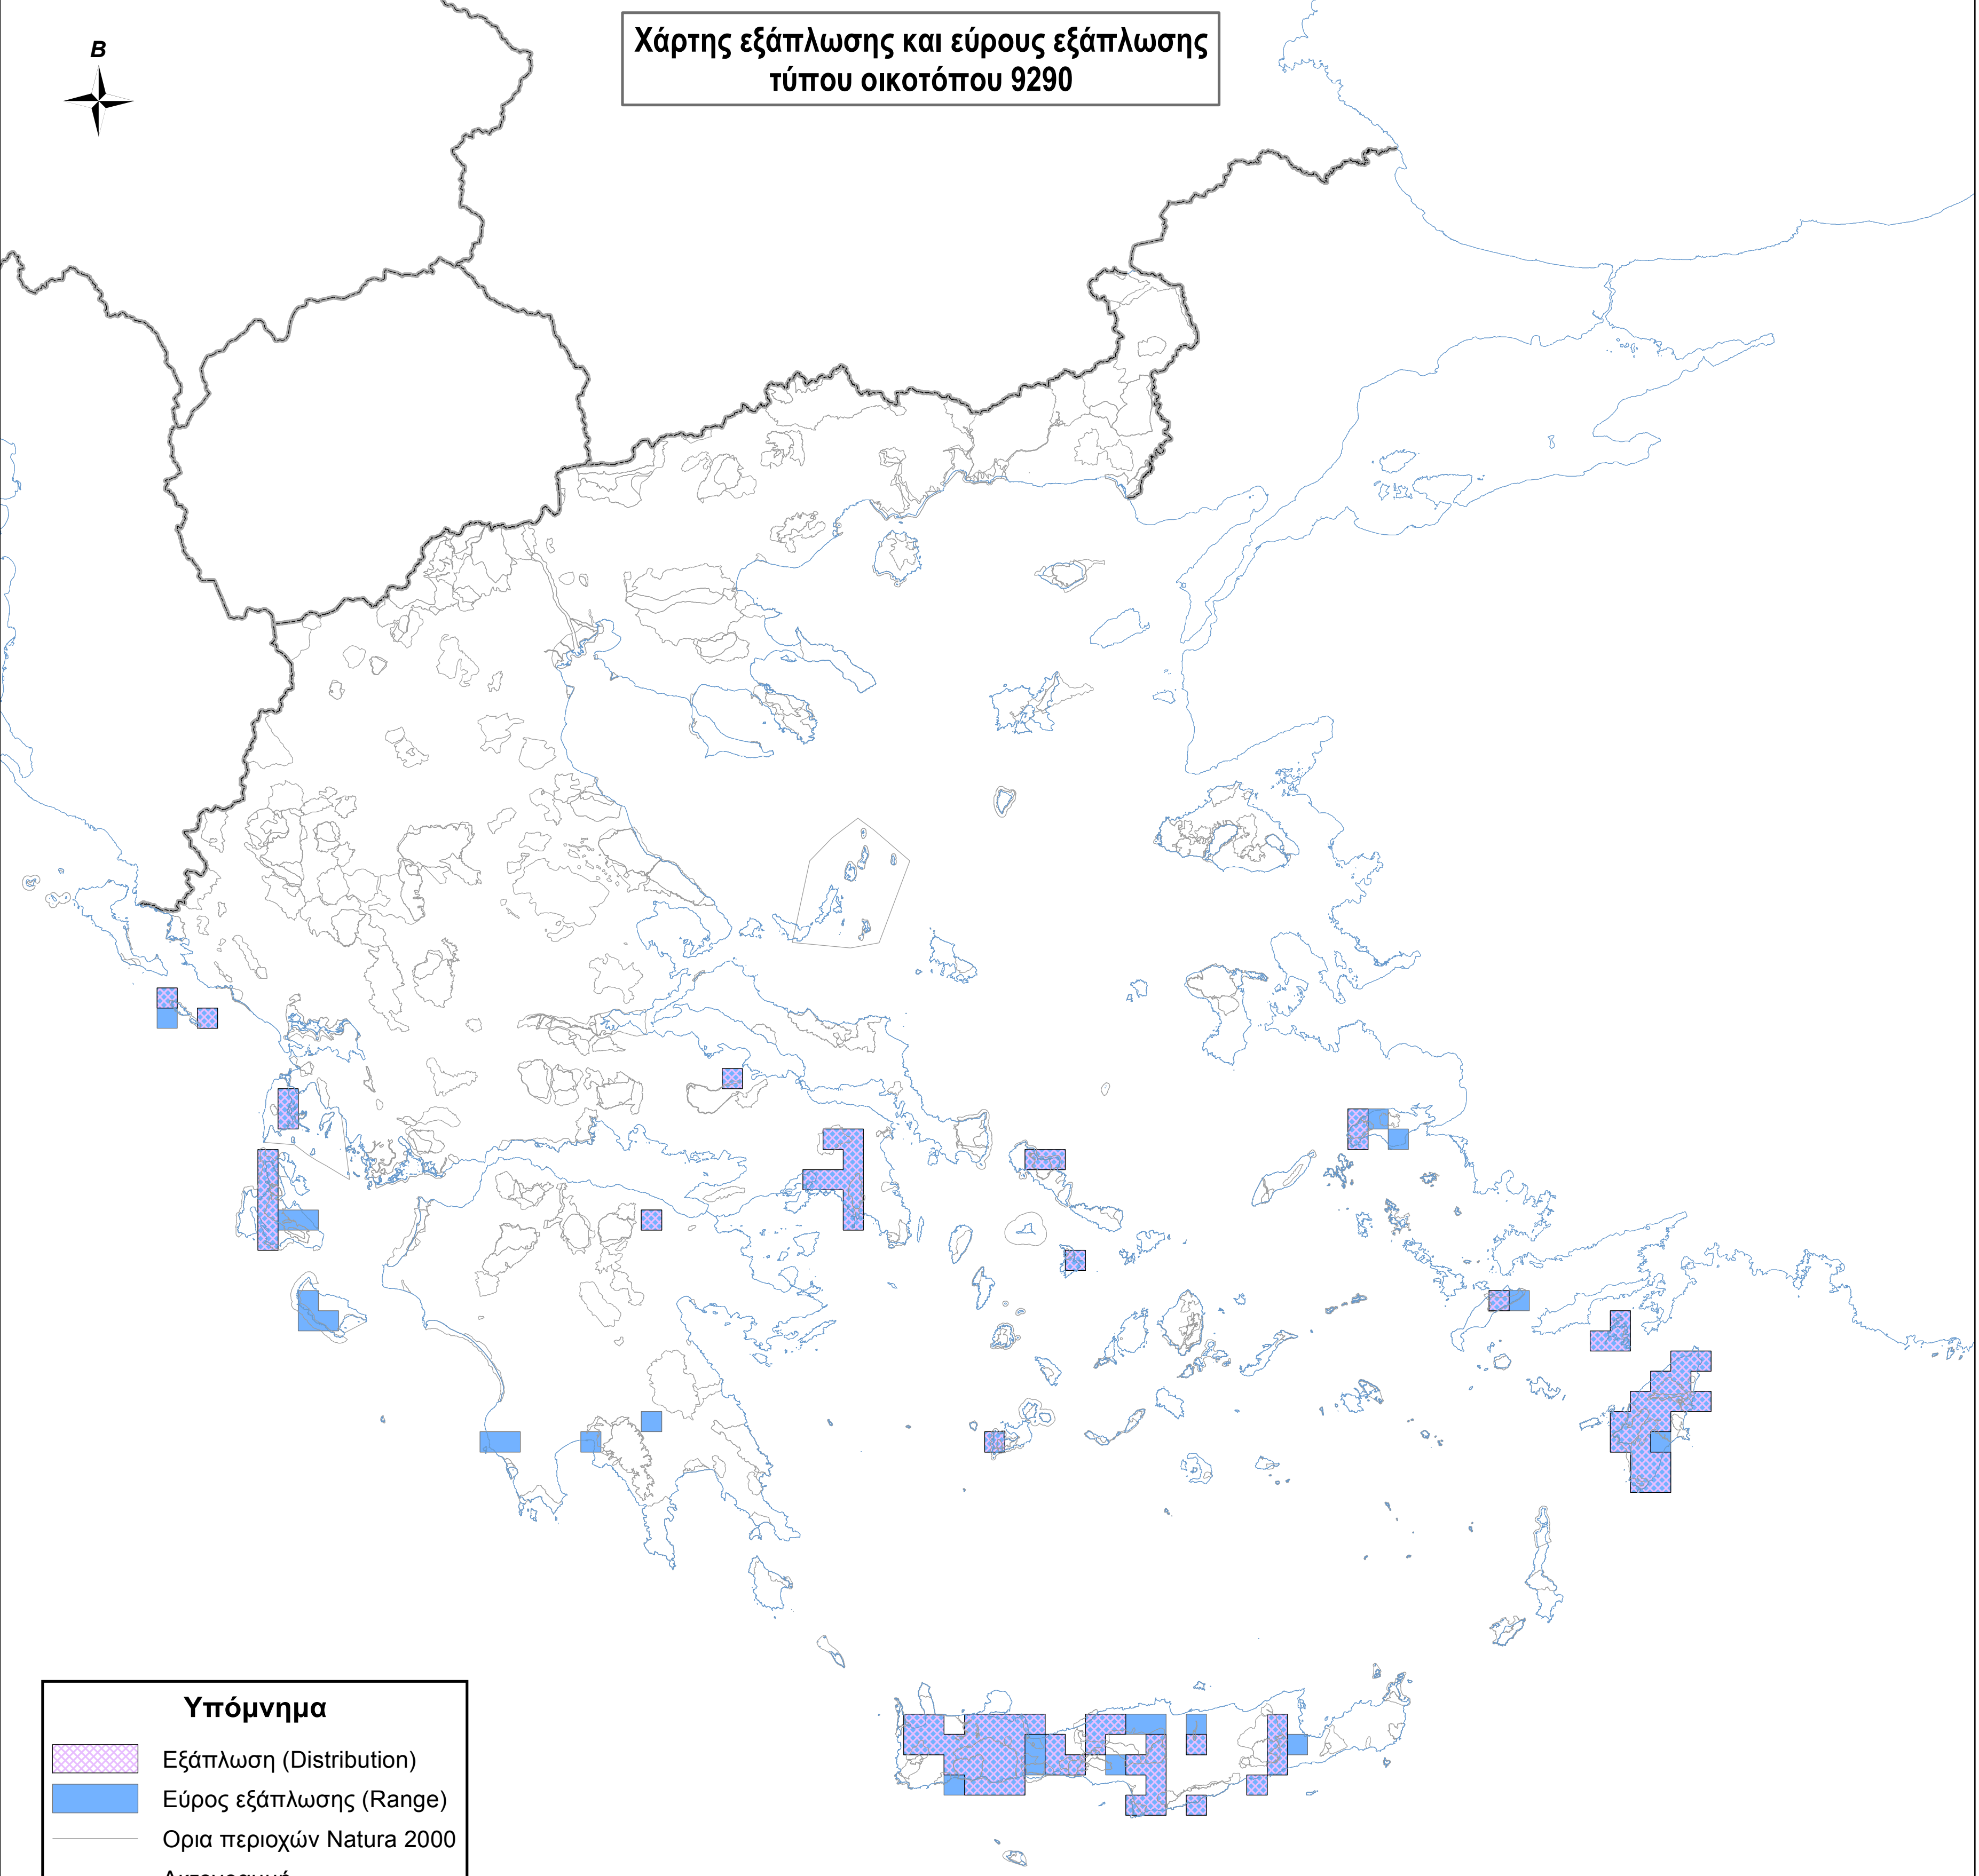 Β
Χάρτης εξάπλωσης και εύρους εξάπλωσης
τύπου οικοτόπου 9290
Υπόμνημα
Εξάπλωση (Distribution)
Εύρος εξάπλωσης (Range)
Ορια περιοχών Natura 2000